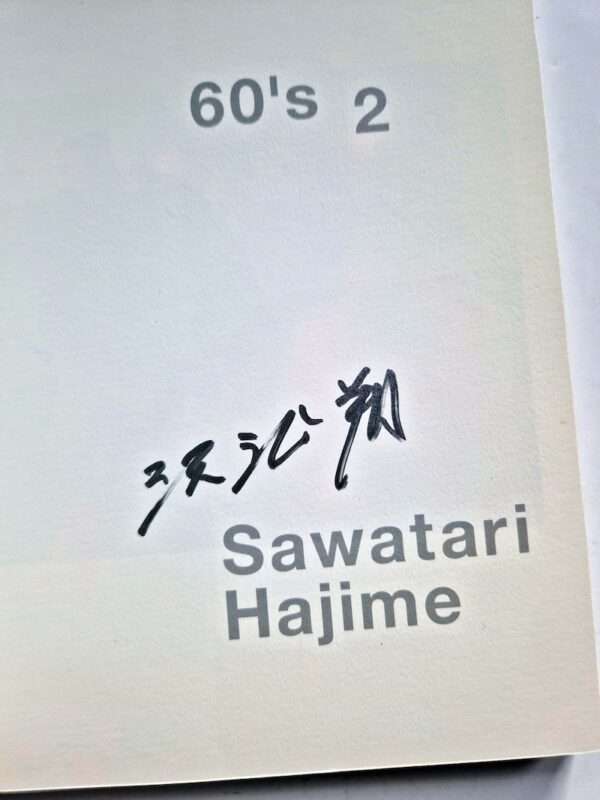 60's 2
沢渡朔
Sawatari
Hajime